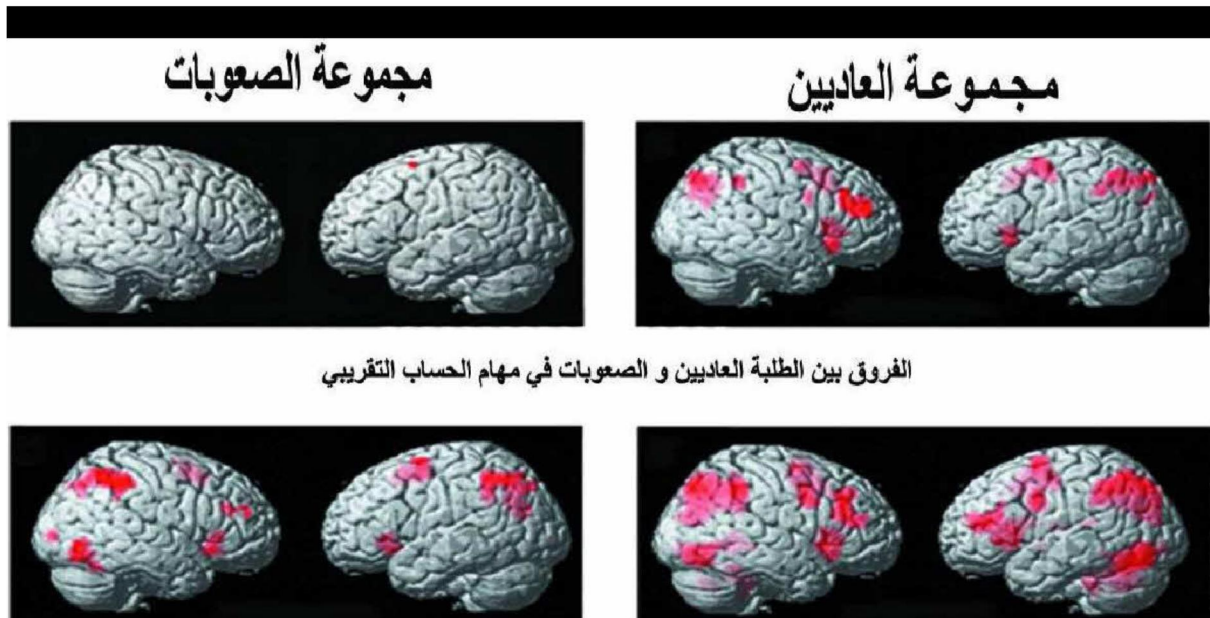 مجموعة العاديين
مجموعة الصعوبات
الفروق بين الطلبة العاديين و الصعوبات في مهام الحساب التقريبي